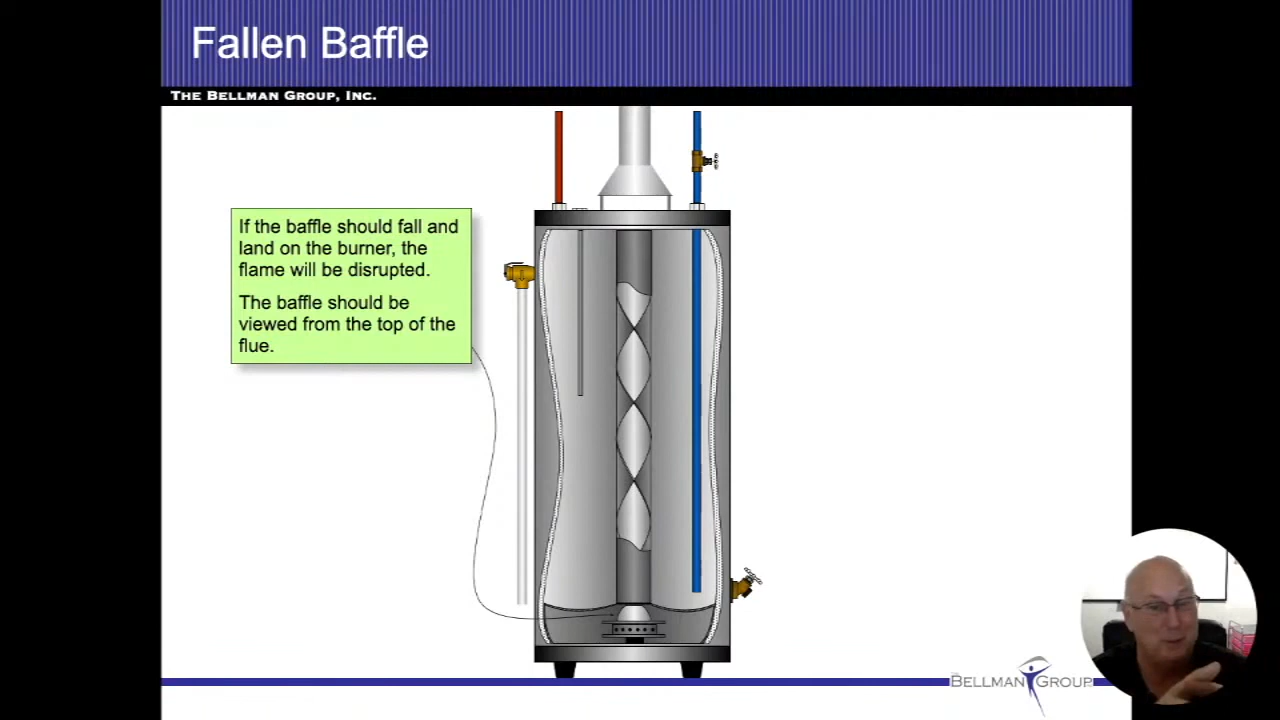 Fallen Baffle
THE BELLMAN GROUP, INC.
If the baffle should fall and
land on the burner, the
flame will be disrupted.
The baffle should be
viewed from the top of the
flue.
BELLMAN GROUP